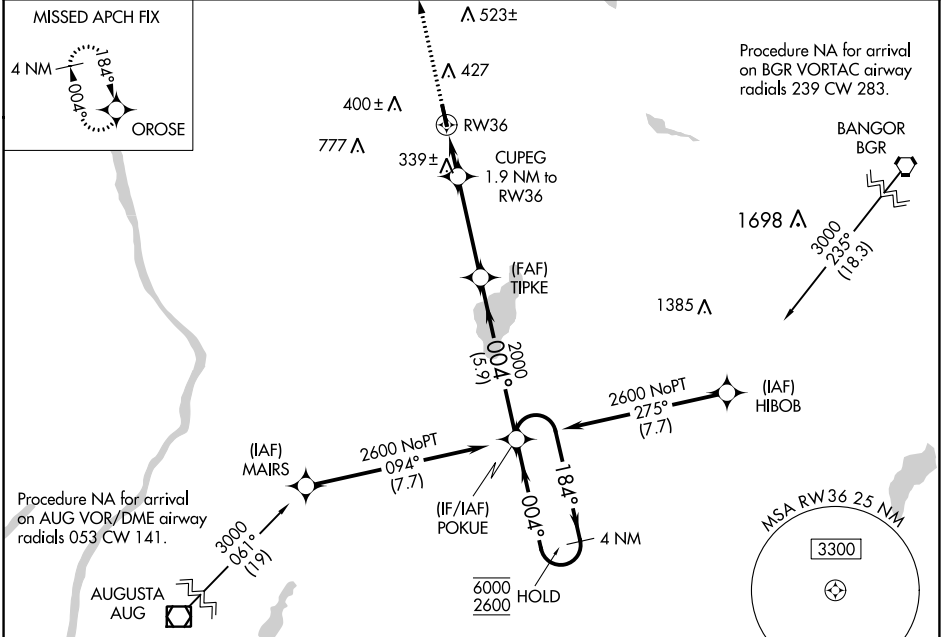 MISSED APCH FIX
4 NM
184°
004°
OROSE
523±
427
400±
RW36
777
339±
CUPEG
1.9 NM to
RW36
Procedure NA for arrival
on BGR VORTAC airway
radials 239 CW 283.
BANGOR
BGR
1698
3000
235°
(18.3)
(FAF)
TIPKE
1385
2000
004°
(5.9)
2600 NoPT
275°
(7.7)
(IAF)
HIBOB
(IAF)
MAIRS
2600 NoPT
094°
(7.7)
(IF/IAF)
POKUE
004°
184°
4 NM
6000
2600
HOLD
Procedure NA for arrival
on AUG VOR/DME airway
radials 053 CW 141.
3000
061°
(19)
AUGUSTA
AUG
MSA RW36 25 NM
3300